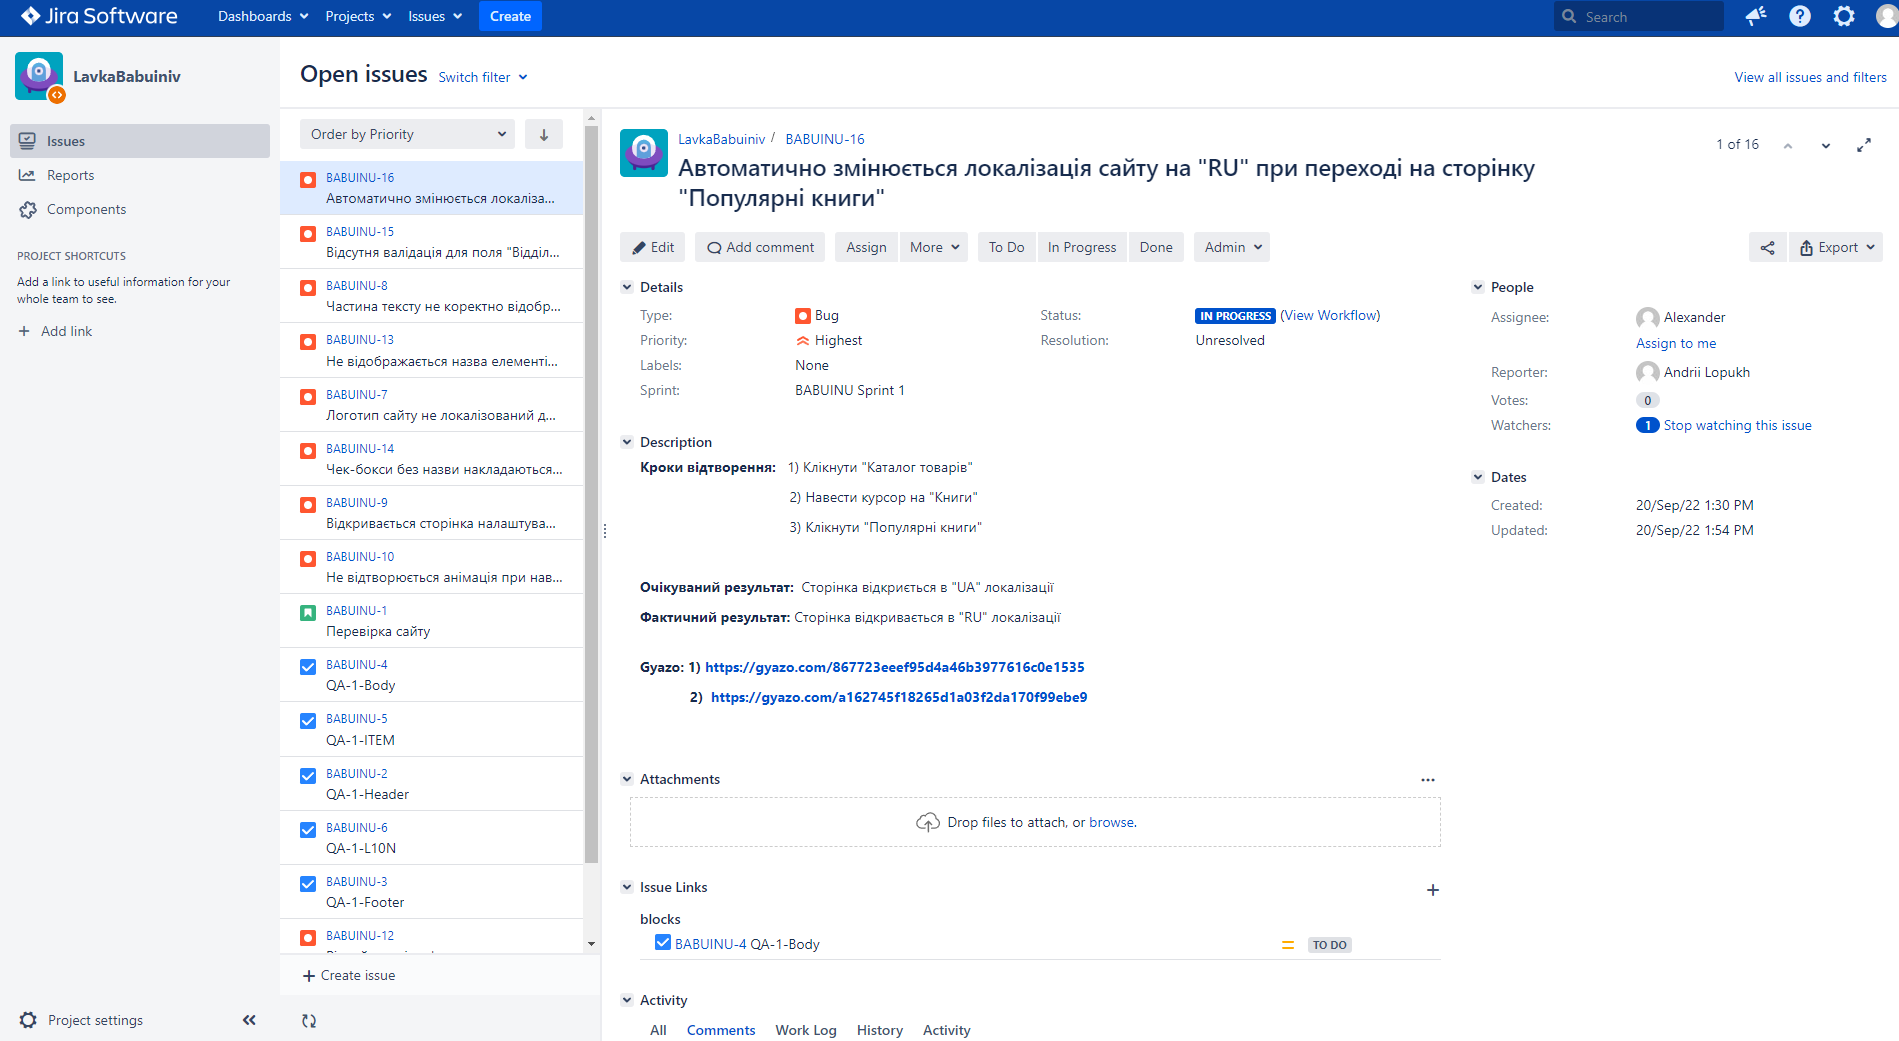 Jira Software
Dashboards
Projects
Issues
Create
Search
LavkaBabuiniv
Issues
Reports
Components
PROJECT SHORTCUTS
Add a link to useful information for your
whole team to see.
Add link
Project settings
Open issues
Switch filter
View all issues and filters
Order by Priority
BABUINU-16
Автоматично змінюється локаліза...
BABUINU-15
Відсутня валідація для поля "Відділ...
BABUINU-8
Частина тексту не коректно відобр...
BABUINU-13
Не відображається назва елементі...
BABUINU-7
Логотип сайту не локалізований д...
BABUINU-14
Чек-бокси без назви накладаються...
BABUINU-9
Відкривається сторінка налаштува...
BABUINU-10
Не відтворюється анімація при нав...
BABUINU-1
Перевірка сайту
BABUINU-4
QA-1-Body
BABUINU-5
QA-1-ITEM
BABUINU-2
QA-1-Header
BABUINU-6
QA-1-L10N
BABUINU-3
QA-1-Footer
BABUINU-12
Create issue
LavkaBabuiniv / BABUINU-16
1 of 16
Автоматично змінюється локалізація сайту на "RU" при переході на сторінку
"Популярні книги"
Edit
Add comment
Assign
More
To Do
In Progress
Done
Admin
Export
Details
Type: Bug
Status: IN PROGRESS (View Workflow)
Priority: Highest
Resolution: Unresolved
Labels: None
Sprint: BABUINU Sprint 1
Description
Кроки відтворення: 1) Клікнути "Каталог товарів"
2) Навести курсор на "Книги"
3) Клікнути "Популярні книги"
Очікуваний результат: Сторінка відкриється в "UA" локалізації
Фактичний результат: Сторінка відкривається в "RU" локалізації
Gyazo: 1) https://gyazo.com/867723eeef95d4a46b3977616c0e1535
2) https://gyazo.com/a162745f18265d1a03f2da170f99ebe9
Attachments
Drop files to attach, or browse.
Issue Links
blocks
BABUINU-4 QA-1-Body
TO DO
Activity
All
Comments
Work Log
History
Activity
People
Assignee: Alexander
Assign to me
Reporter: Andrii Lopukh
Votes: 0
Watchers: 1 Stop watching this issue
Dates
Created: 20/Sep/22 1:30 PM
Updated: 20/Sep/22 1:54 PM